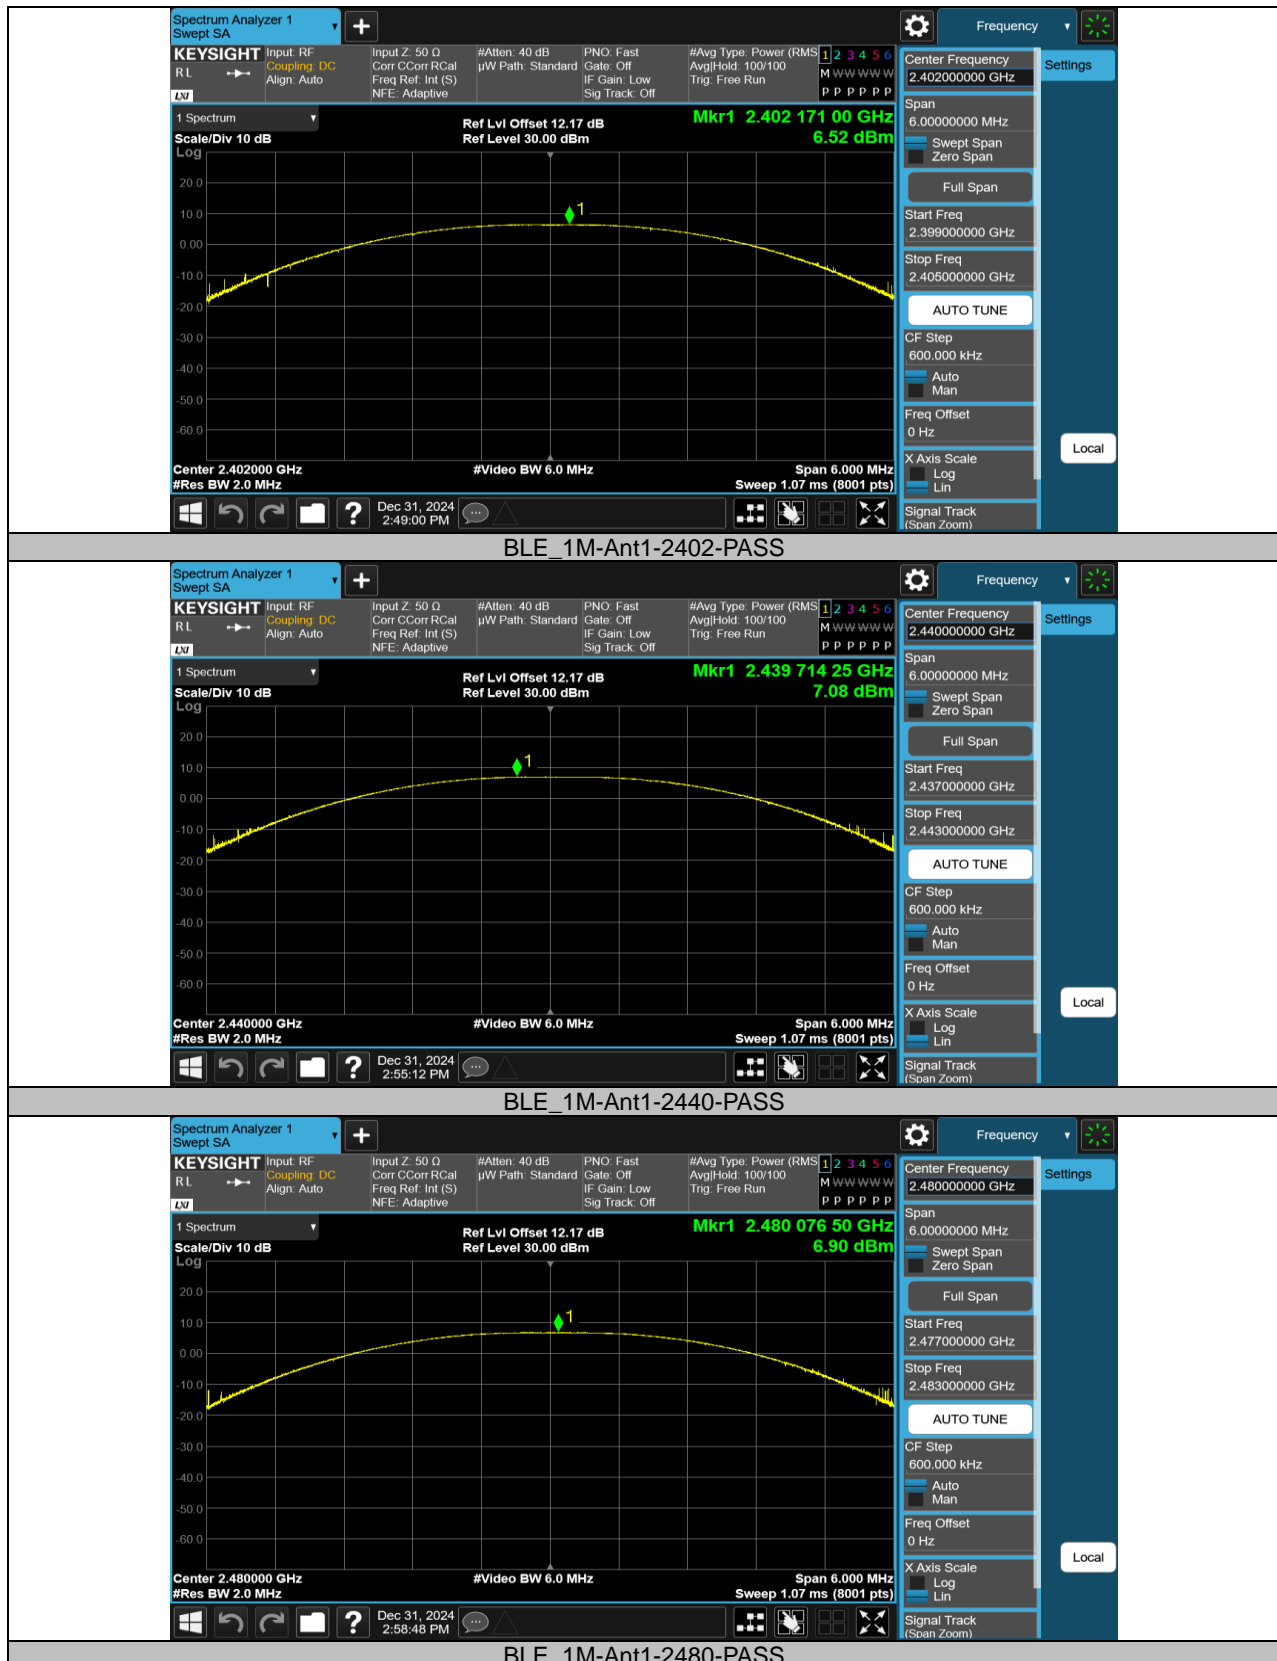 Spectrum Analyzer 1
Swept SA
Frequency
KEYSIGHT
R L
LXI
Input: RF
Coupling: DC
Align: Auto
Input Z: 50 Ω
Corr CCorr RCal
Freq Ref: Int (S)
NFE: Adaptive
#Atten: 40 dB
µW Path: Standard
PNO: Fast
Gate: Off
IF Gain: Low
Sig Track: Off
#Avg Type: Power (RMS
Avg|Hold: 100/100
Trig: Free Run
1 2 3 4 5 6
M W W W W W
P P P P P P
1 Spectrum
Scale/Div 10 dB
Log
Ref Lvl Offset 12.17 dB
Ref Level 30.00 dBm
Mkr1 2.402 171 00 GHz
6.52 dBm
1
20.0
10.0
0.00
-10.0
-20.0
-30.0
-40.0
-50.0
-60.0
Center 2.402000 GHz
#Res BW 2.0 MHz
#Video BW 6.0 MHz
Span 6.000 MHz
Sweep 1.07 ms (8001 pts)
Dec 31, 2024
2:49:00 PM
Center Frequency
2.402000000 GHz
Span
6.00000000 MHz
Swept Span
Zero Span
Full Span
Start Freq
2.399000000 GHz
Stop Freq
2.405000000 GHz
AUTO TUNE
CF Step
600.000 kHz
Auto
Man
Freq Offset
0 Hz
X Axis Scale
Log
Lin
Signal Track
(Span Zoom)
Settings
Local
BLE_1M-Ant1-2402-PASS
Spectrum Analyzer 1
Swept SA
Frequency
KEYSIGHT
R L
LXI
Input: RF
Coupling: DC
Align: Auto
Input Z: 50 Ω
Corr CCorr RCal
Freq Ref: Int (S)
NFE: Adaptive
#Atten: 40 dB
µW Path: Standard
PNO: Fast
Gate: Off
IF Gain: Low
Sig Track: Off
#Avg Type: Power (RMS
Avg|Hold: 100/100
Trig: Free Run
1 2 3 4 5 6
M W W W W W
P P P P P P
1 Spectrum
Scale/Div 10 dB
Log
Ref Lvl Offset 12.17 dB
Ref Level 30.00 dBm
Mkr1 2.439 714 25 GHz
7.08 dBm
1
20.0
10.0
0.00
-10.0
-20.0
-30.0
-40.0
-50.0
-60.0
Center 2.440000 GHz
#Res BW 2.0 MHz
#Video BW 6.0 MHz
Span 6.000 MHz
Sweep 1.07 ms (8001 pts)
Dec 31, 2024
2:55:12 PM
Center Frequency
2.440000000 GHz
Span
6.00000000 MHz
Swept Span
Zero Span
Full Span
Start Freq
2.437000000 GHz
Stop Freq
2.443000000 GHz
AUTO TUNE
CF Step
600.000 kHz
Auto
Man
Freq Offset
0 Hz
X Axis Scale
Log
Lin
Signal Track
(Span Zoom)
Settings
Local
BLE_1M-Ant1-2440-PASS
Spectrum Analyzer 1
Swept SA
Frequency
KEYSIGHT
R L
LXI
Input: RF
Coupling: DC
Align: Auto
Input Z: 50 Ω
Corr CCorr RCal
Freq Ref: Int (S)
NFE: Adaptive
#Atten: 40 dB
µW Path: Standard
PNO: Fast
Gate: Off
IF Gain: Low
Sig Track: Off
#Avg Type: Power (RMS
Avg|Hold: 100/100
Trig: Free Run
1 2 3 4 5 6
M W W W W W
P P P P P P
1 Spectrum
Scale/Div 10 dB
Log
Ref Lvl Offset 12.17 dB
Ref Level 30.00 dBm
Mkr1 2.480 076 50 GHz
6.90 dBm
1
20.0
10.0
0.00
-10.0
-20.0
-30.0
-40.0
-50.0
-60.0
Center 2.480000 GHz
#Res BW 2.0 MHz
#Video BW 6.0 MHz
Span 6.000 MHz
Sweep 1.07 ms (8001 pts)
Dec 31, 2024
2:58:48 PM
Center Frequency
2.480000000 GHz
Span
6.00000000 MHz
Swept Span
Zero Span
Full Span
Start Freq
2.477000000 GHz
Stop Freq
2.483000000 GHz
AUTO TUNE
CF Step
600.000 kHz
Auto
Man
Freq Offset
0 Hz
X Axis Scale
Log
Lin
Signal Track
(Span Zoom)
Settings
Local
BLE_1M-Ant1-2480-PASS